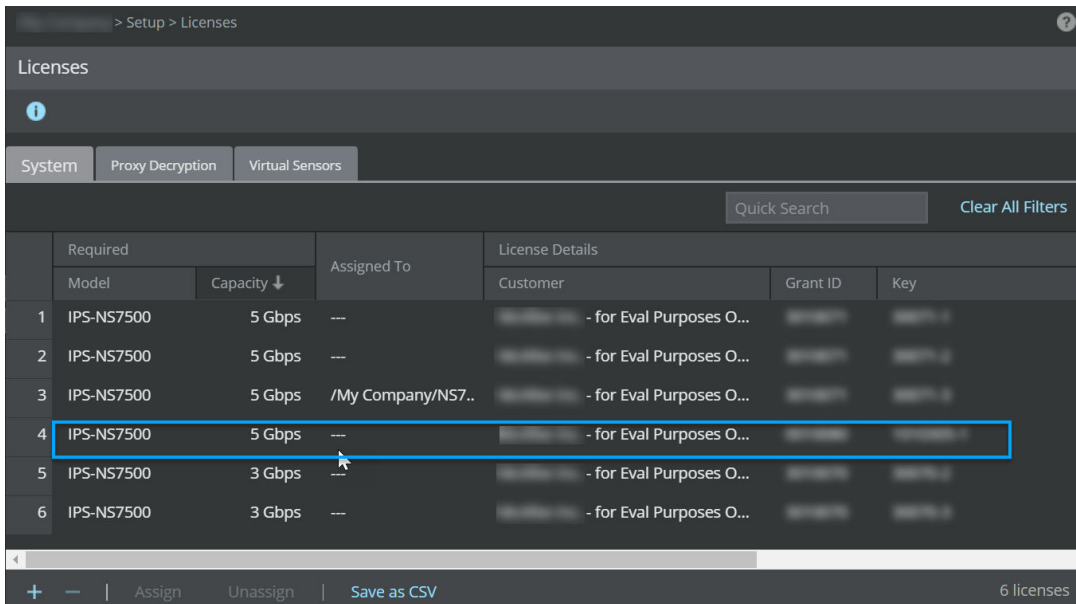 > Setup > Licenses
Licenses
System Proxy Decryption Virtual Sensors
Quick Search Clear All Filters
Required Assigned To License Details
Model Capacity Customer Grant ID Key
1 IPS-NS7500 5 Gbps --- - for Eval Purposes O...
2 IPS-NS7500 5 Gbps --- - for Eval Purposes O...
3 IPS-NS7500 5 Gbps /My Company/NS7.. - for Eval Purposes O...
4 IPS-NS7500 5 Gbps --- - for Eval Purposes O...
5 IPS-NS7500 3 Gbps --- - for Eval Purposes O...
6 IPS-NS7500 3 Gbps --- - for Eval Purposes O...
+ − | Assign Unassign | Save as CSV 6 licenses